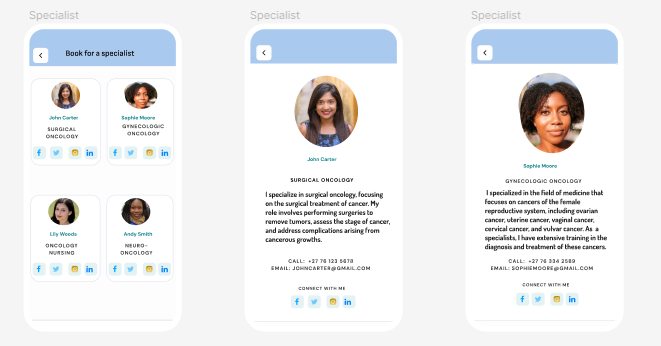 Specialist
Book for a specialist
John Carter
SURGICAL
ONCOLOGY
Sophie Moore
GYNECOLOGIC
ONCOLOGY
Lily Woods
ONCOLOGY
NURSING
Andy Smith
NEURO-
ONCOLOGY
Specialist
John Carter
SURGICAL ONCOLOGY
I specialize in surgical oncology, focusing
on the surgical treatment of cancer. My
role involves performing surgeries to
remove tumors, assess the stage of cancer,
and address complications arising from
cancerous growths.
CALL: +27 76 123 5678
EMAIL: JOHNCARTER@GMAIL.COM
CONNECT WITH ME
Specialist
Sophie Moore
GYNECOLOGIC ONCOLOGY
I specialized in the field of medicine that
focuses on cancers of the female
reproductive system, including ovarian
cancer, uterine cancer, vaginal cancer,
cervical cancer, and vulvar cancer. As a
specialists, I have extensive training in the
diagnosis and treatment of these cancers.
CALL: +27 76 334 2589
EMAIL: SOPHIEMOORE@GMAIL.COM
CONNECT WITH ME